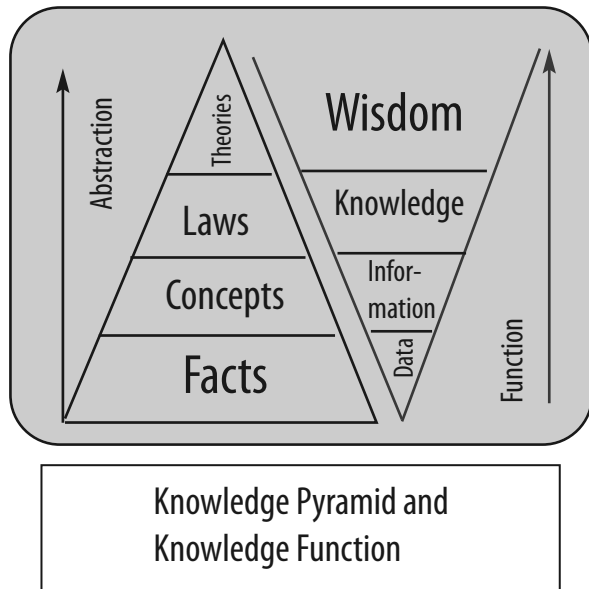 Abstraction
Theories
Laws
Concepts
Facts
Wisdom
Knowledge
Infor-
mation
Data
Function
Knowledge Pyramid and
Knowledge Function